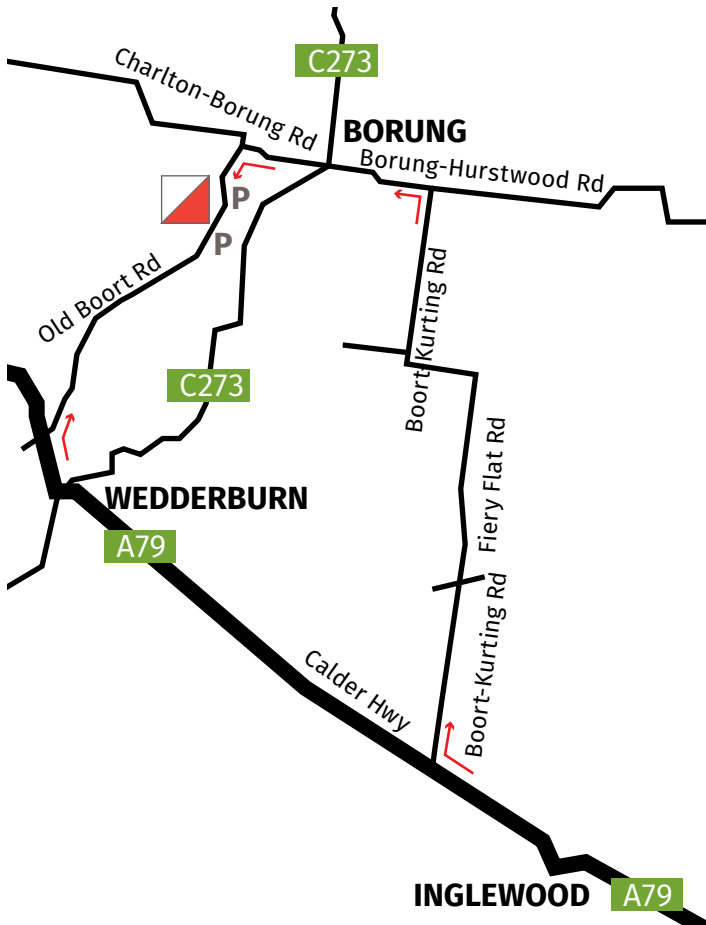 C273
Charlton-Borung Rd
BORUNG
Borung-Hurstwood Rd
P
P
Old Boort Rd
Boort-Kurting Rd
C273
Fiery Flat Rd
WEDDERBURN
A79
Boort-Kurting Rd
Calder Hwy
INGLEWOOD
A79